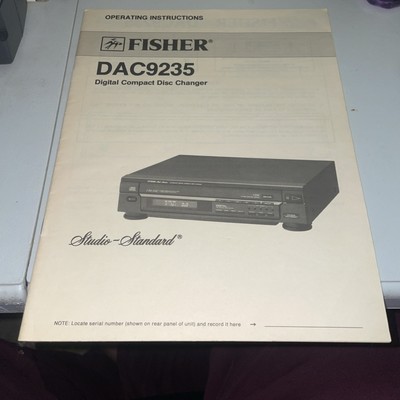 OPERATING INSTRUCTIONS
FISHER®
DAC9235
Digital Compact Disc Changer
Studio-Standard®
NOTE: Locate serial number (shown on rear panel of unit) and record it here →